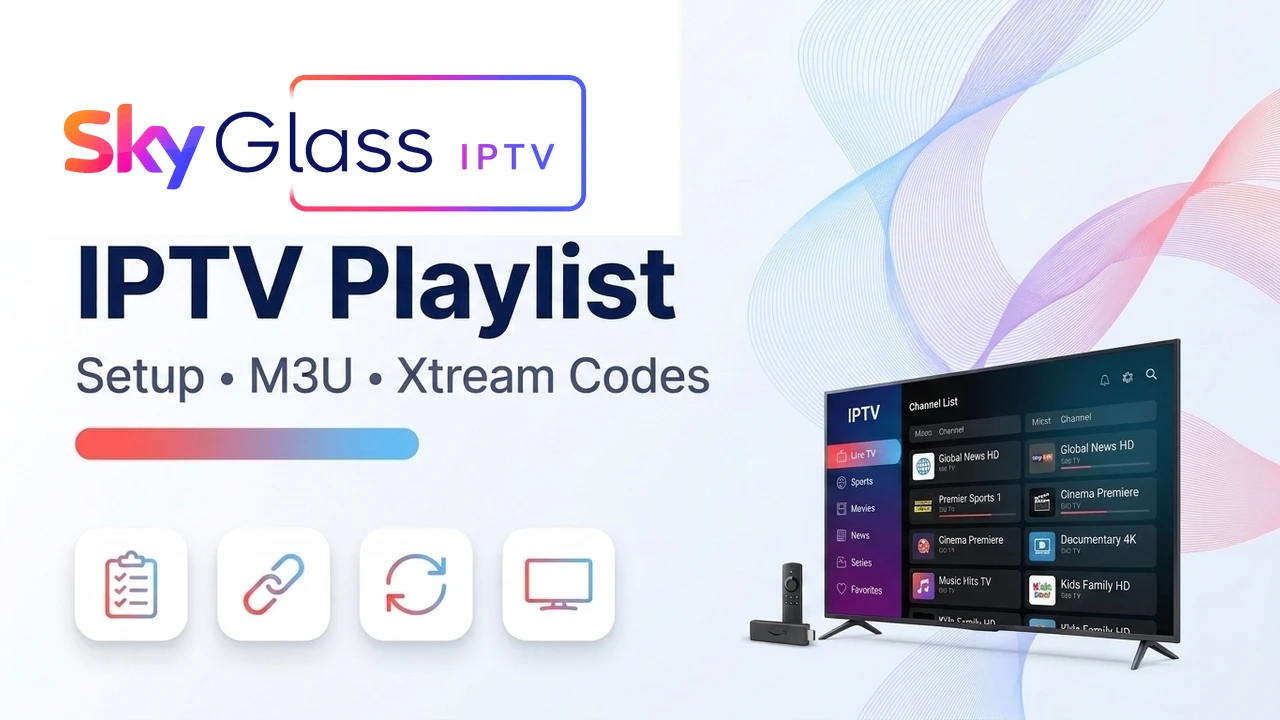 Sky Glass IPTV
IPTV Playlist
Setup • M3U • Xtream Codes
IPTV
Channel List
Channel
Channel
Live TV
Global News HD
Global News HD
Sports
Premier Sports 1
Cinema Premiere
Movies
News
Cinema Premiere
Documentary 4K
Series
Music Hits TV
Kids Family HD
Favorites